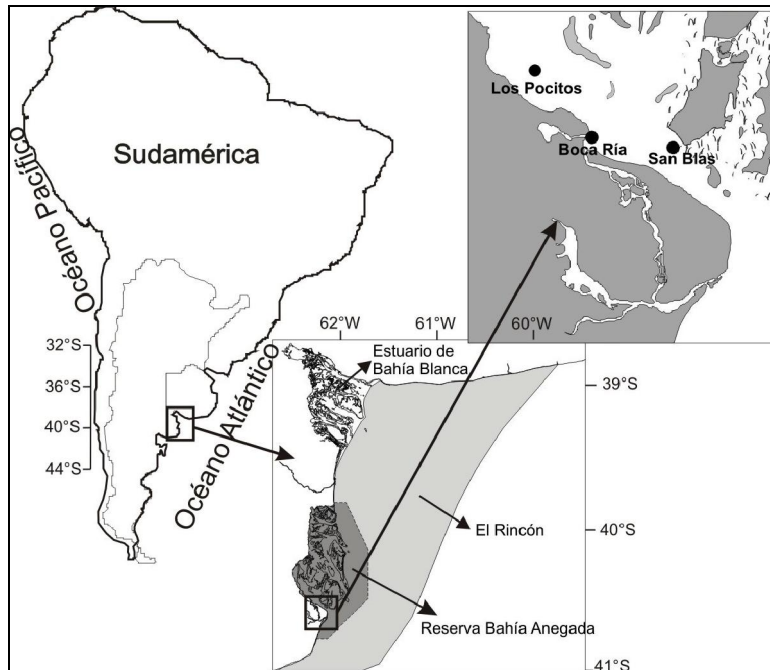 Los Pocitos
Boca Ría
San Blas
Sudamérica
Océano Pacífico
Océano Atlántico
32°S
36°S
40°S
44°S
62°W
61°W
60°W
Estuario de
Bahía Blanca
39°S
El Rincón
40°S
Reserva Bahía Anegada
41°S